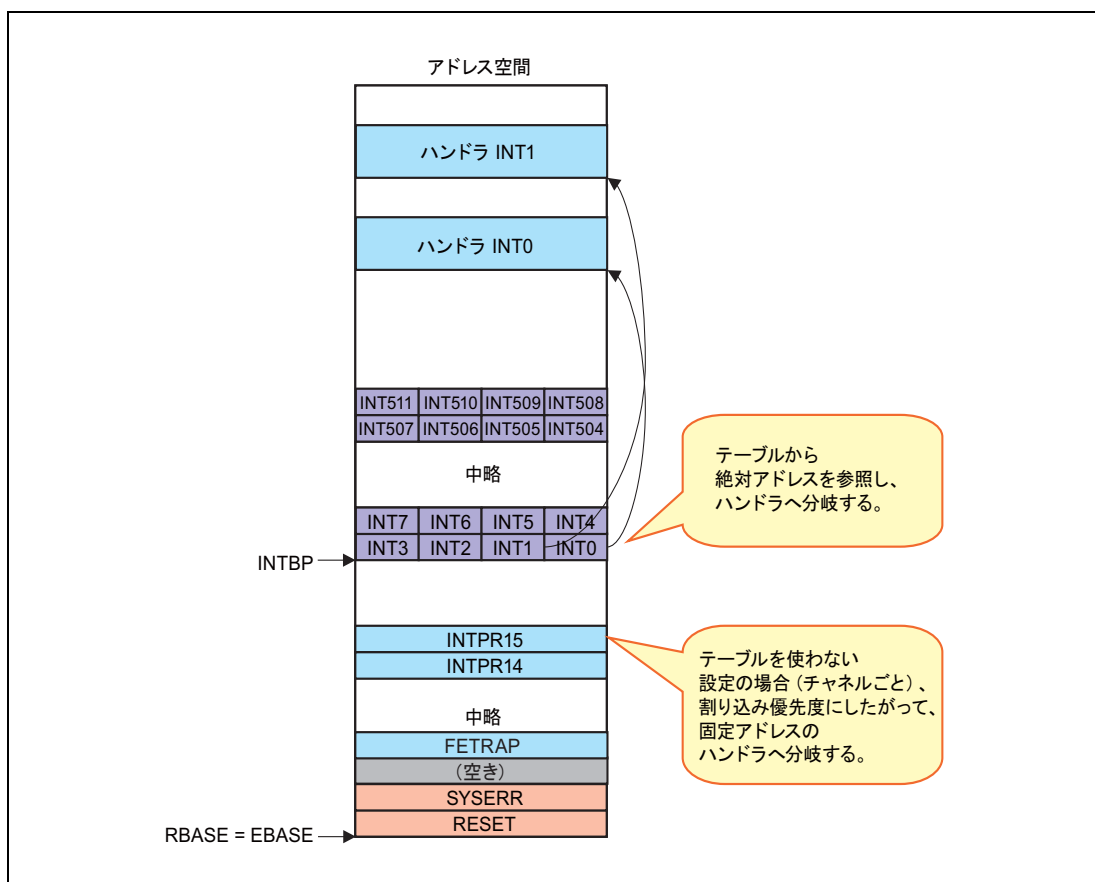 アドレス空間
ハンドラ INT1
ハンドラ INT0
INT511 INT510 INT509 INT508
INT507 INT506 INT505 INT504
中略
INT7 INT6 INT5 INT4
INT3 INT2 INT1 INT0
INTBP
テーブルから
絶対アドレスを参照し、
ハンドラへ分岐する。
INTPR15
INTPR14
中略
FETRAP
(空き)
SYSERR
RESET
RBASE = EBASE
テーブルを使わない
設定の場合（チャネルごと）、
割り込み優先度にしたがって、
固定アドレスの
ハンドラへ分岐する。